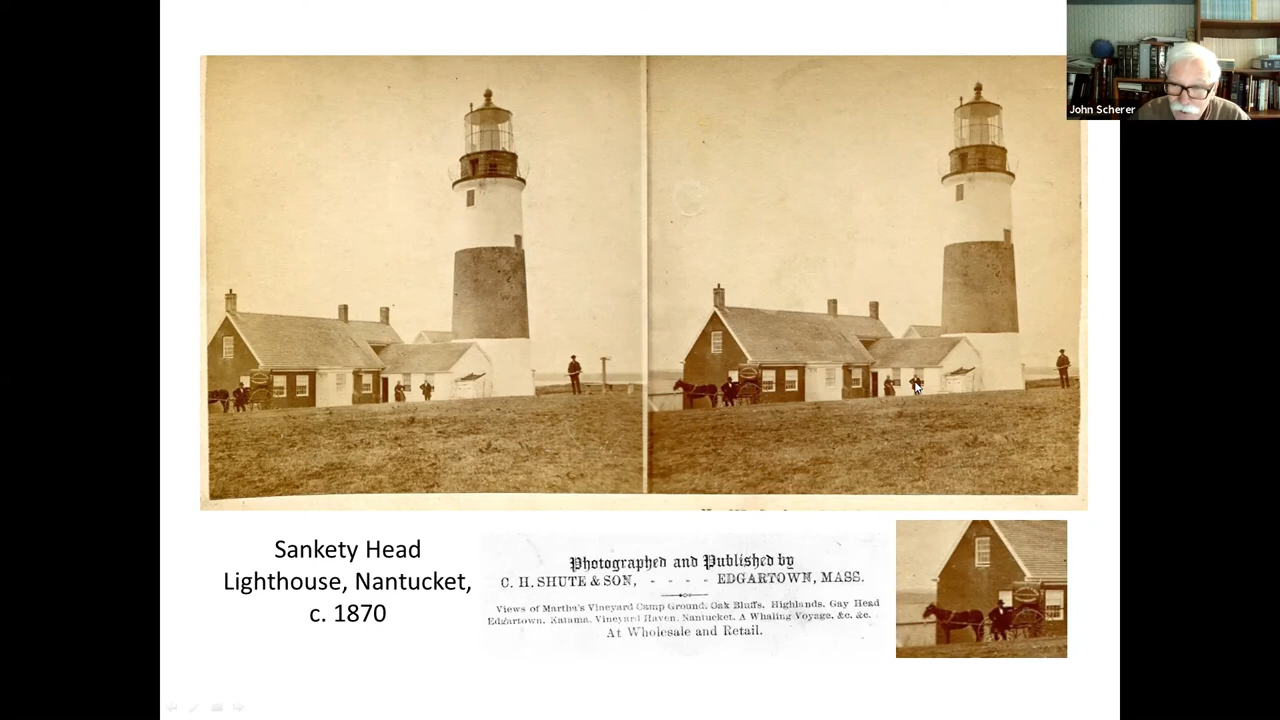 John Scherer
Sankety Head
Lighthouse, Nantucket,
c. 1870
Photographed and Published by
C. H. SHUTE & SON, - - - - EDGARTOWN, MASS.
Views of Martha's Vineyard Camp Ground, Oak Bluffs, Highlands, Gay Head
Edgartown, Katama, Vineyard Haven, Nantucket, A Whaling Voyage, &c. &c.
At Wholesale and Retail.